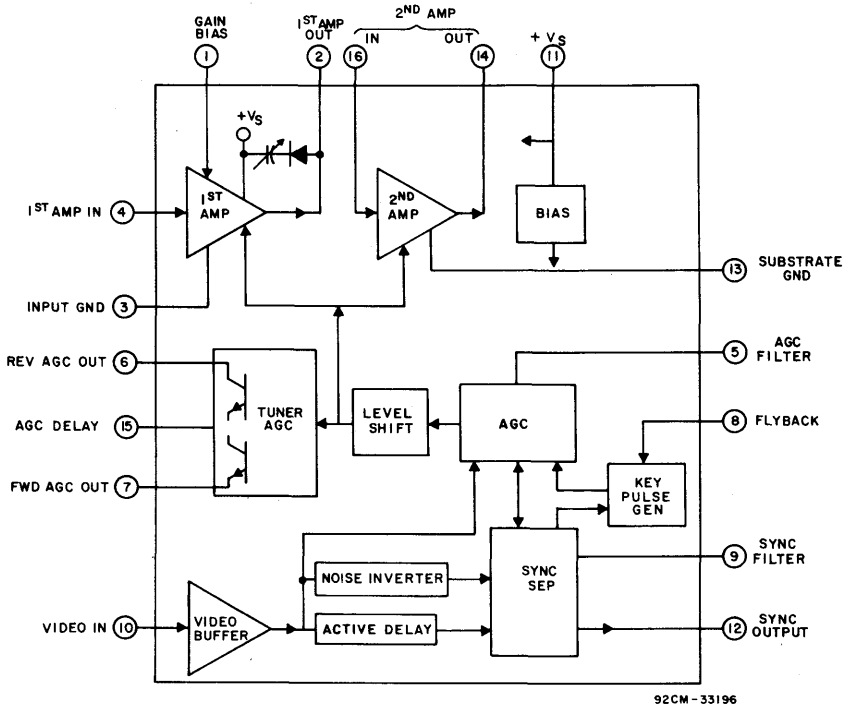 GAIN
BIAS
1
1ST AMP
OUT
2
2ND AMP
IN
OUT
16
14
+ VS
11
+VS
1ST
AMP
2ND
AMP
BIAS
1ST AMP IN
4
13
SUBSTRATE
GND
INPUT GND
3
REV AGC OUT
6
5
AGC
FILTER
TUNER
AGC
LEVEL
SHIFT
AGC
AGC DELAY
15
8
FLYBACK
FWD AGC OUT
7
KEY
PULSE
GEN
NOISE INVERTER
SYNC
SEP
9
SYNC
FILTER
VIDEO IN
10
VIDEO
BUFFER
ACTIVE DELAY
12
SYNC
OUTPUT
92CM-33196